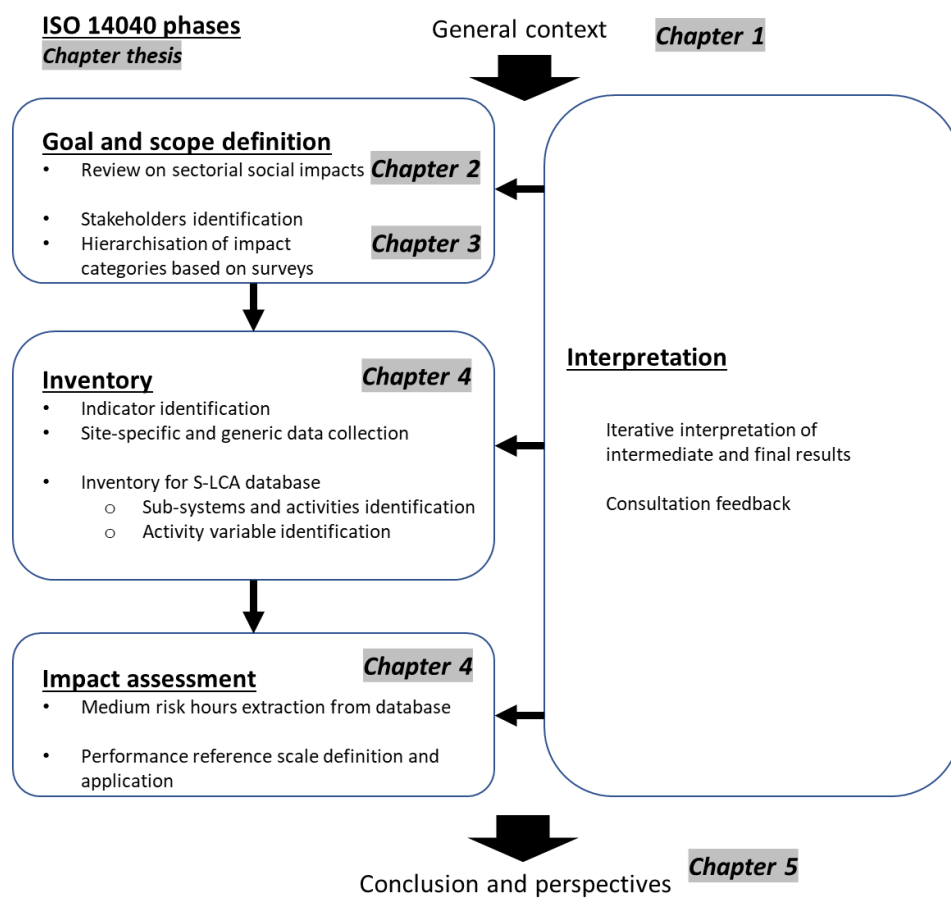 ISO 14040 phases
Chapter thesis
General context
Chapter 1
Goal and scope definition
• Review on sectorial social impacts
Chapter 2
• Stakeholders identification
• Hierarchisation of impact
categories based on surveys
Chapter 3
Inventory
Chapter 4
• Indicator identification
• Site-specific and generic data collection
• Inventory for S-LCA database
o Sub-systems and activities identification
o Activity variable identification
Impact assessment
Chapter 4
• Medium risk hours extraction from database
• Performance reference scale definition and
application
Interpretation
Iterative interpretation of
intermediate and final results
Consultation feedback
Conclusion and perspectives
Chapter 5